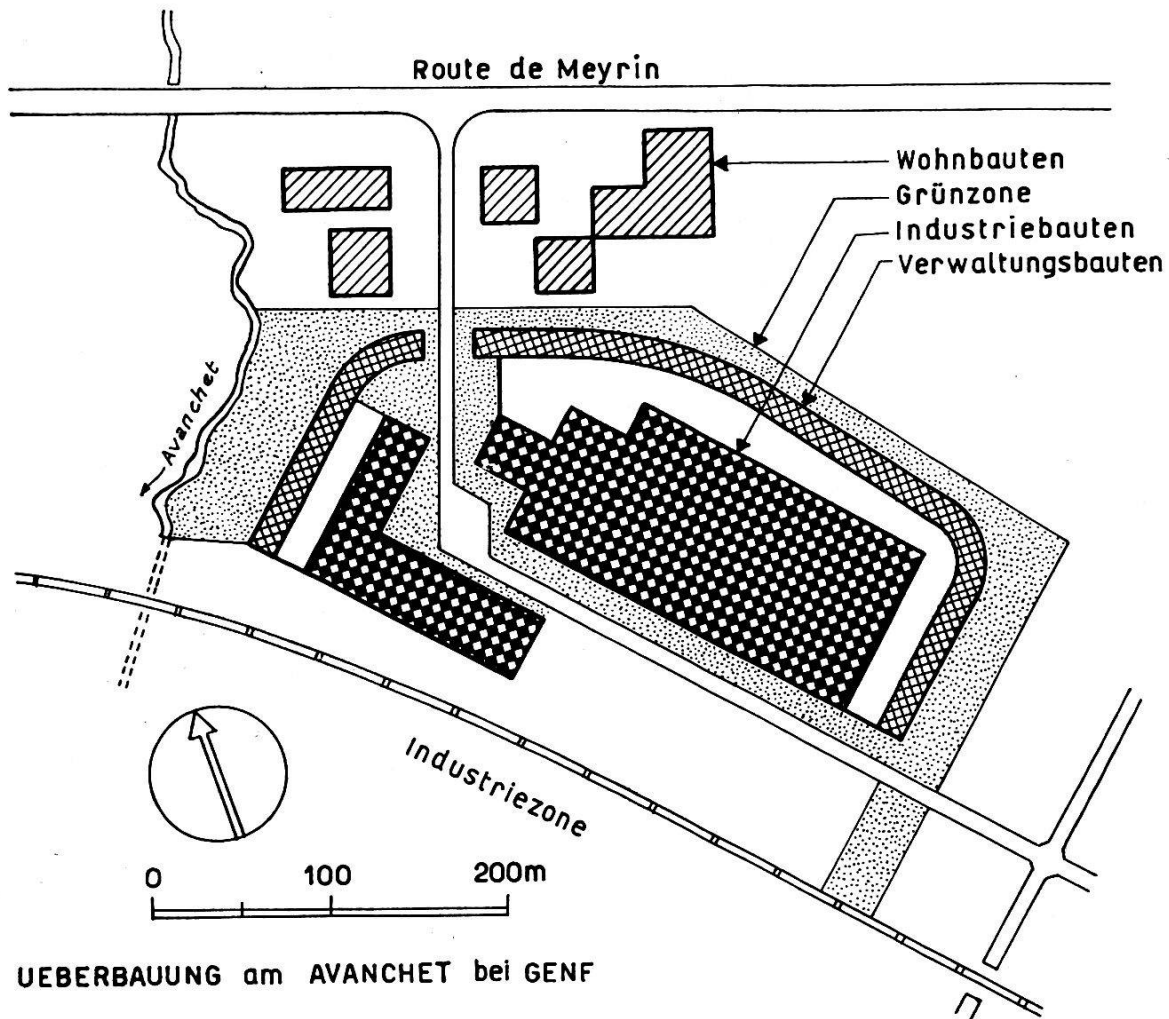 Route de Meyrin
Wohnbauten
Grünzone
Industriebauten
Verwaltungsbauten
Avanchet
Industriezone
0 100 200m
UEBERBAUUNG am AVANCHET bei GENF